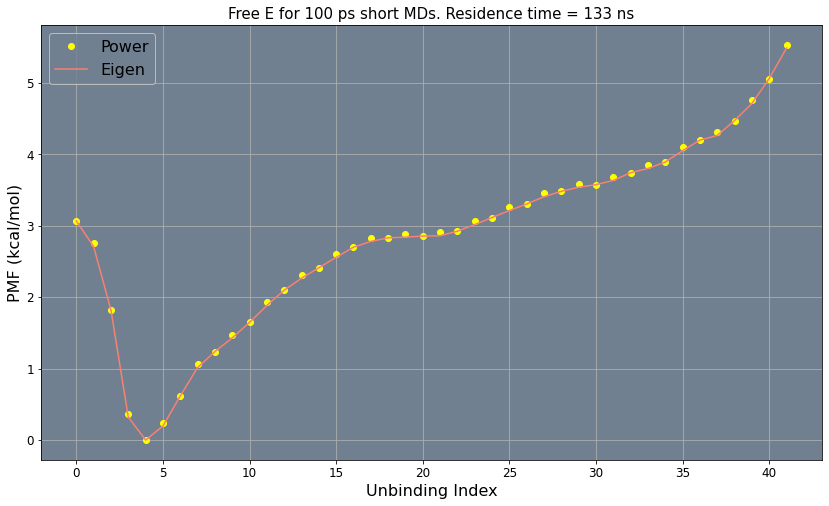 Free E for 100 ps short MDs. Residence time = 133 ns
Power
Eigen
PMF (kcal/mol)
5
4
3
2
1
0
0 5 10 15 20 25 30 35 40
Unbinding Index